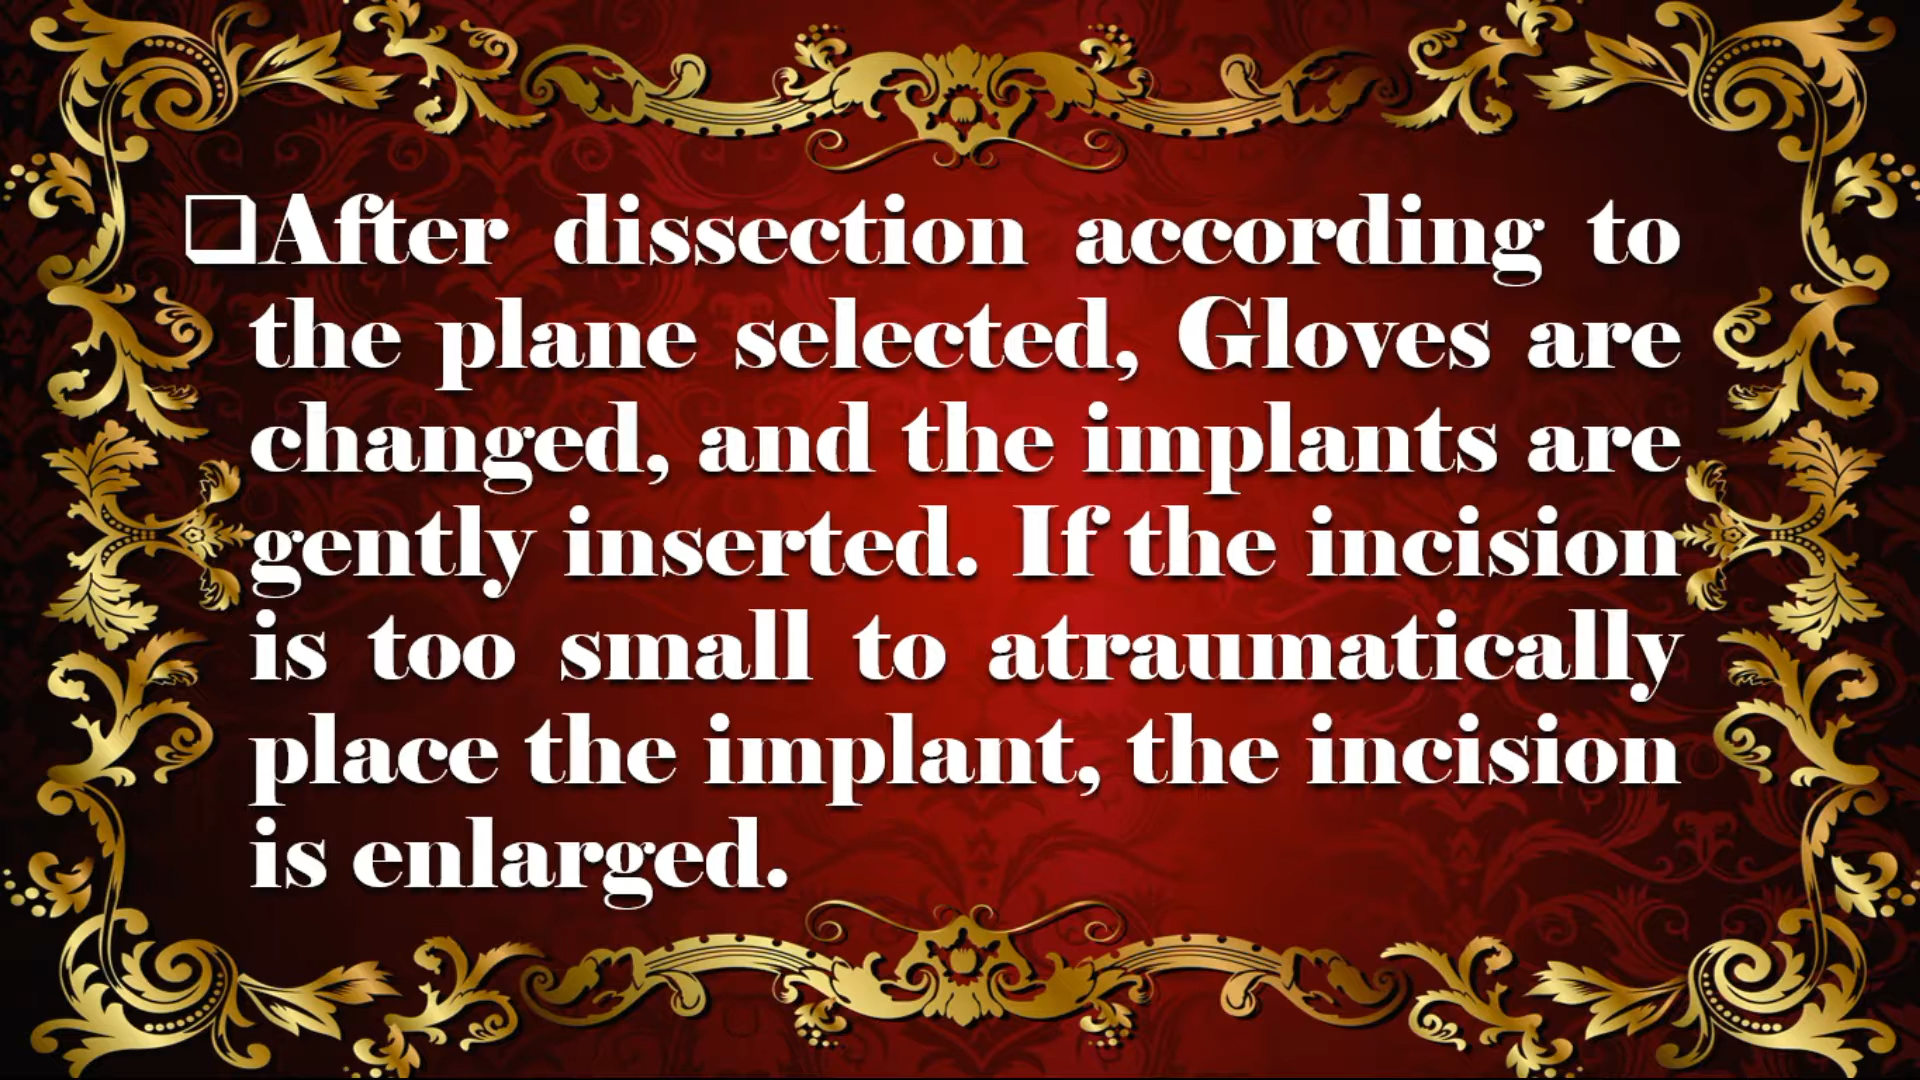 ❑After dissection according to
the plane selected, Gloves are
changed, and the implants are
gently inserted. If the incision
is too small to atraumatically
place the implant, the incision
is enlarged.